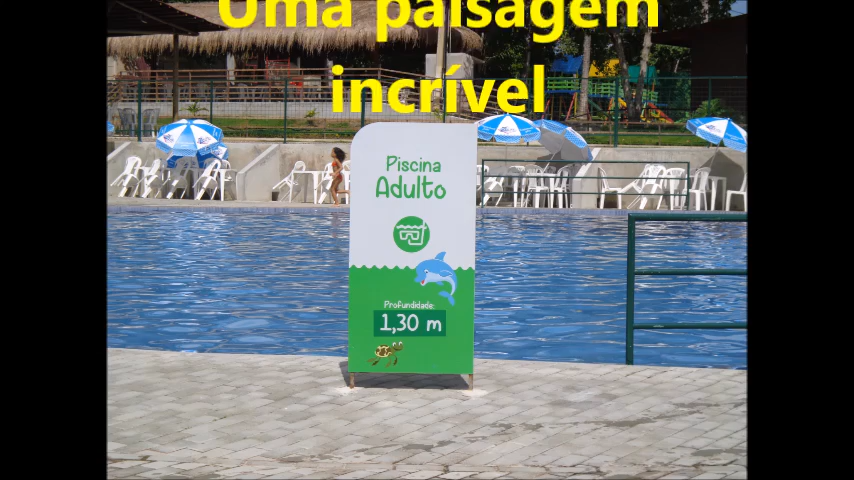 Uma paisagem
incrível
Piscina
Adulto
Profundidade:
1,30 m